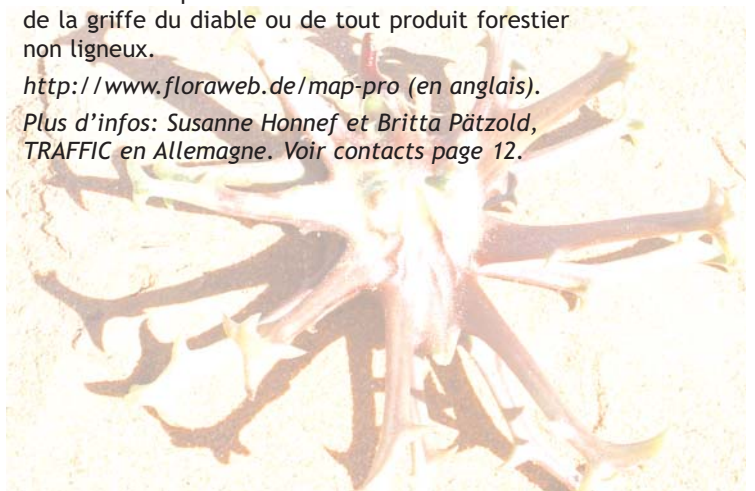 de la griffe du diable ou de tout produit forestier
non ligneux.
http://www.floraweb.de/map-pro (en anglais).
Plus d’infos: Susanne Honnef et Britta Pätzold,
TRAFFIC en Allemagne. Voir contacts page 12.